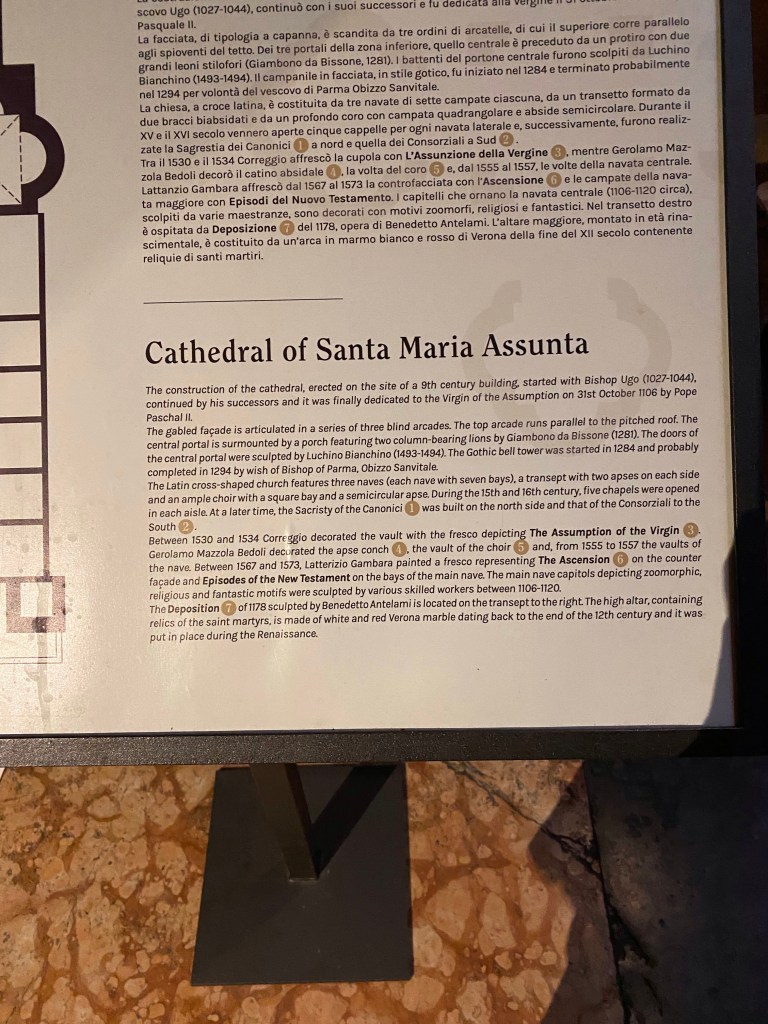 scovo Ugo (1027-1044), continuò con i suoi successori e fu dedicata alla Vergine il 31
Pasquale II.
La facciata, di tipologia a capanna, è scandita da tre ordini di arcatelle, di cui il superiore corre parallelo
agli spioventi del tetto. Dei tre portali della zona inferiore, quello centrale è preceduto da un protiro con due
grandi leoni stilofori (Giambono da Bissone, 1281). I battenti del portone centrale furono scolpiti da Luchino
Bianchino (1493-1494). Il campanile in facciata, in stile gotico, fu iniziato nel 1284 e terminato probabilmente
nel 1294 per volontà del vescovo di Parma Obizzo Sanvitale.
La chiesa, a croce latina, è costituita da tre navate di sette campate ciascuna, da un transetto formato da
due bracci biabsidati e da un profondo coro con campata quadrangolare e abside semicircolare. Durante il
XV e il XVI secolo vennero aperte cinque cappelle per ogni navata laterale e, successivamente, furono realiz-
zate la Sagrestia dei Canonici 1 a nord e quella dei Consorziali a Sud 2.
Tra il 1530 e il 1534 Correggio affrescò la cupola con L'Assunzione della Vergine 3, mentre Gerolamo Maz-
zola Bedoli decorò il catino absidale 4, la volta del coro 5 e, dal 1555 al 1557, le volte della navata centrale.
Lattanzio Gambara affrescò dal 1567 al 1573 la controfacciata con l'Ascensione 6 e le campate della nava-
ta maggiore con Episodi del Nuovo Testamento. I capitelli che ornano la navata centrale (1106-1120 circa),
scolpiti da varie maestranze, sono decorati con motivi zoomorfi, religiosi e fantastici. Nel transetto destro
è ospitata da Deposizione 7 del 1178, opera di Benedetto Antelami. L'altare maggiore, montato in età rina-
scimentale, è costituito da un'arca in marmo bianco e rosso di Verona della fine del XII secolo contenente
reliquie di santi martiri.
Cathedral of Santa Maria Assunta
The construction of the cathedral, erected on the site of a 9th century building, started with Bishop Ugo (1027-1044),
continued by his successors and it was finally dedicated to the Virgin of the Assumption on 31st October 1106 by Pope
Paschal II.
The gabled façade is articulated in a series of three blind arcades. The top arcade runs parallel to the pitched roof. The
central portal is surmounted by a porch featuring two column-bearing lions by Giambono da Bissone (1281). The doors of
the central portal were sculpted by Luchino Bianchino (1493-1494). The Gothic bell tower was started in 1284 and probably
completed in 1294 by wish of Bishop of Parma, Obizzo Sanvitale.
The Latin cross-shaped church features three naves (each nave with seven bays), a transept with two apses on each side
and an ample choir with a square bay and a semicircular apse. During the 15th and 16th century, five chapels were opened
in each aisle. At a later time, the Sacristy of the Canonici 1 was built on the north side and that of the Consorziali to the
South 2.
Between 1530 and 1534 Correggio decorated the vault with the fresco depicting The Assumption of the Virgin 3.
Gerolamo Mazzola Bedoli decorated the apse conch 4, the vault of the choir 5 and, from 1555 to 1557 the vaults of
the nave. Between 1567 and 1573, Latterizio Gambara painted a fresco representing The Ascension 6 on the counter
façade and Episodes of the New Testament on the bays of the main nave. The main nave capitols depicting zoomorphic,
religious and fantastic motifs were sculpted by various skilled workers between 1106-1120.
The Deposition 7 of 1178 sculpted by Benedetto Antelami is located on the transept to the right. The high altar, containing
relics of the saint martyrs, is made of white and red Verona marble dating back to the end of the 12th century and it was
put in place during the Renaissance.